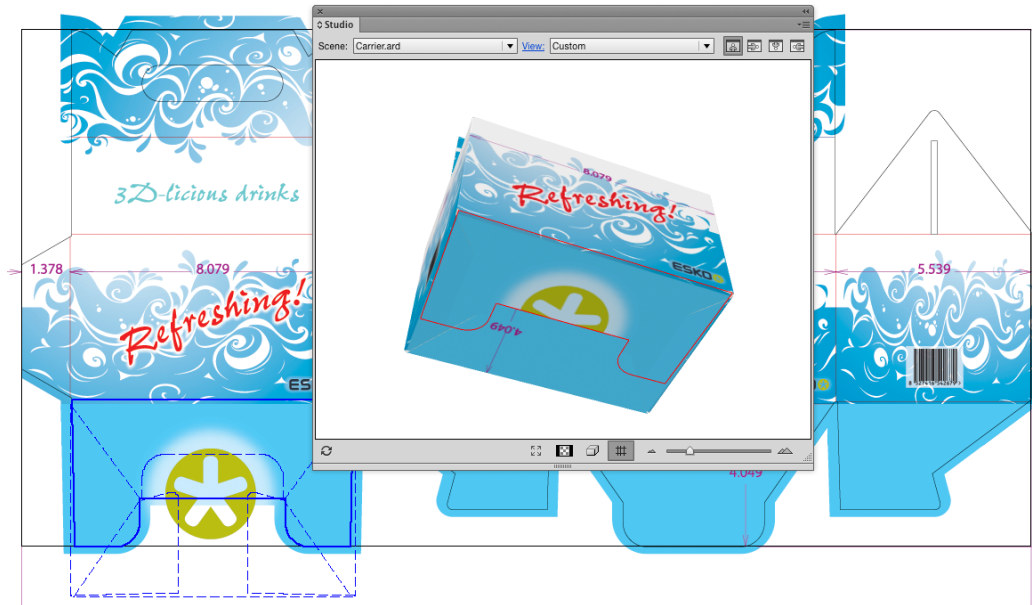 Studio
Scene: Carrier.ard View: Custom
3D-licious drinks
8.079
Refreshing!
ESKO
4.049
1.378
8.079
5.539
Refreshing!
ES
4.049